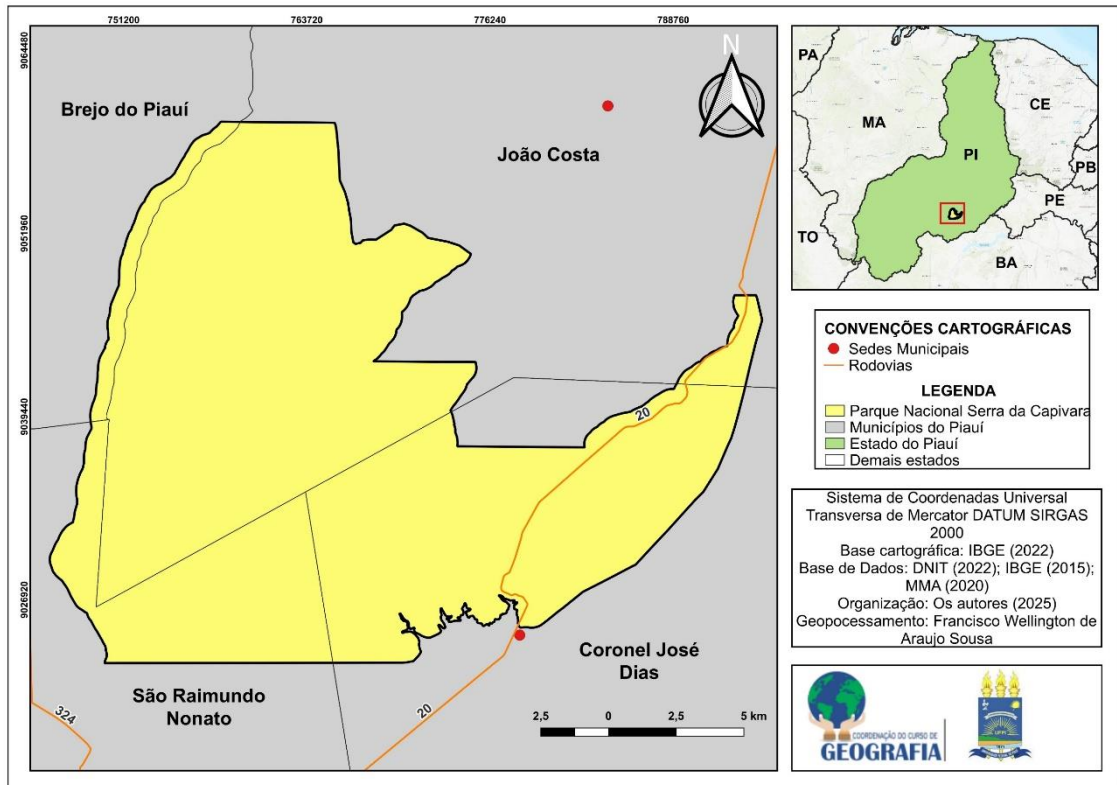 751200
763720
776240
788760
9064480
9051960
9039440
9026920
Brejo do Piauí
João Costa
N
20
20
324
São Raimundo
Nonato
Coronel José
Dias
2,5
0
2,5
5 km
PA
MA
CE
PI
PB
PE
TO
BA
CONVENÇÕES CARTOGRÁFICAS
Sedes Municipais
Rodovias
LEGENDA
Parque Nacional Serra da Capivara
Municípios do Piauí
Estado do Piauí
Demais estados
Sistema de Coordenadas Universal
Transversa de Mercator DATUM SIRGAS
2000
Base cartográfica: IBGE (2022)
Base de Dados: DNIT (2022); IBGE (2015);
MMA (2020)
Organização: Os autores (2025)
Geopocessamento: Francisco Wellington de
Araujo Sousa
COORDENAÇÃO DO CURSO DE
GEOGRAFIA
UFPI